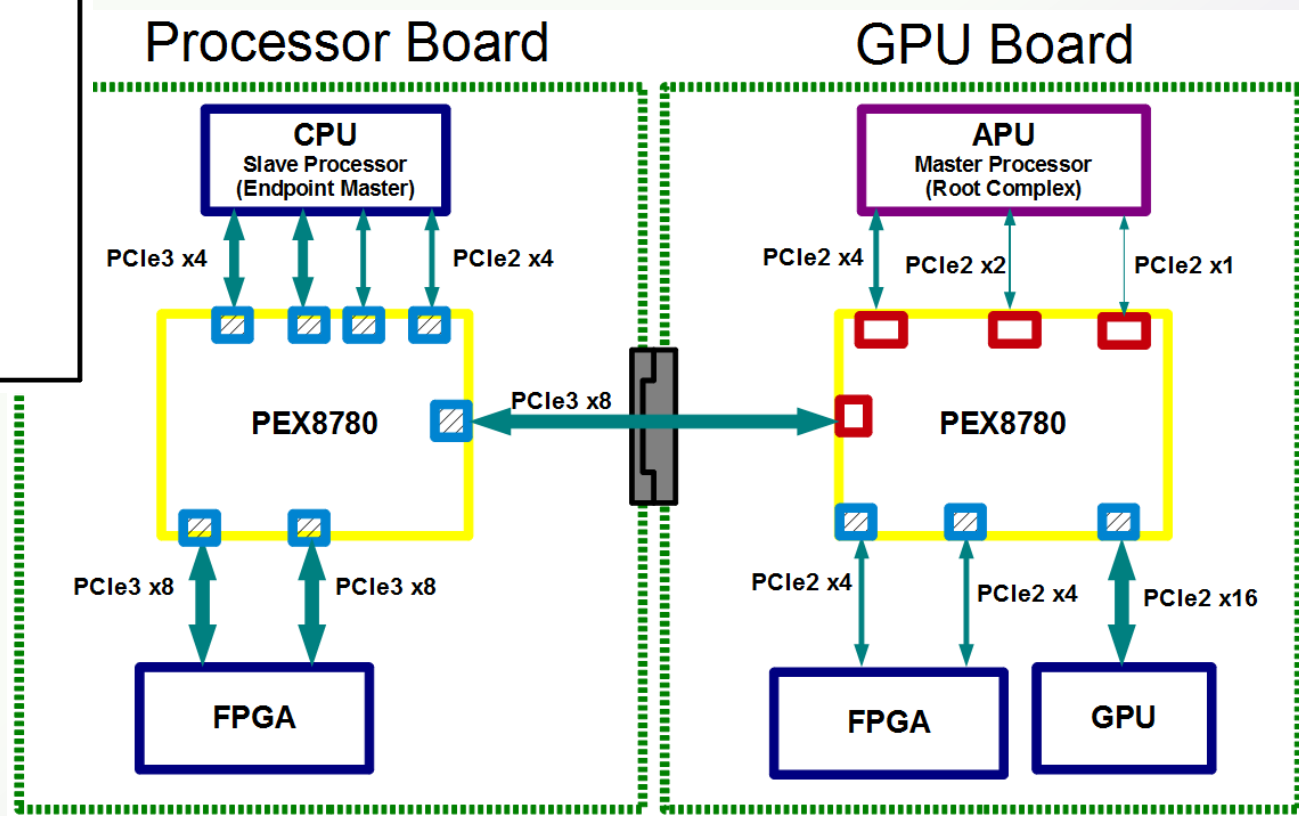 Processor Board
GPU Board
CPU
Slave Processor
(Endpoint Master)
APU
Master Processor
(Root Complex)
PCIe3 x4
PCIe2 x4
PCIe2 x4
PCIe2 x2
PCIe2 x1
PEX8780
PCIe3 x8
PEX8780
PCIe3 x8
PCIe3 x8
PCIe2 x4
PCIe2 x4
PCIe2 x16
FPGA
FPGA
GPU